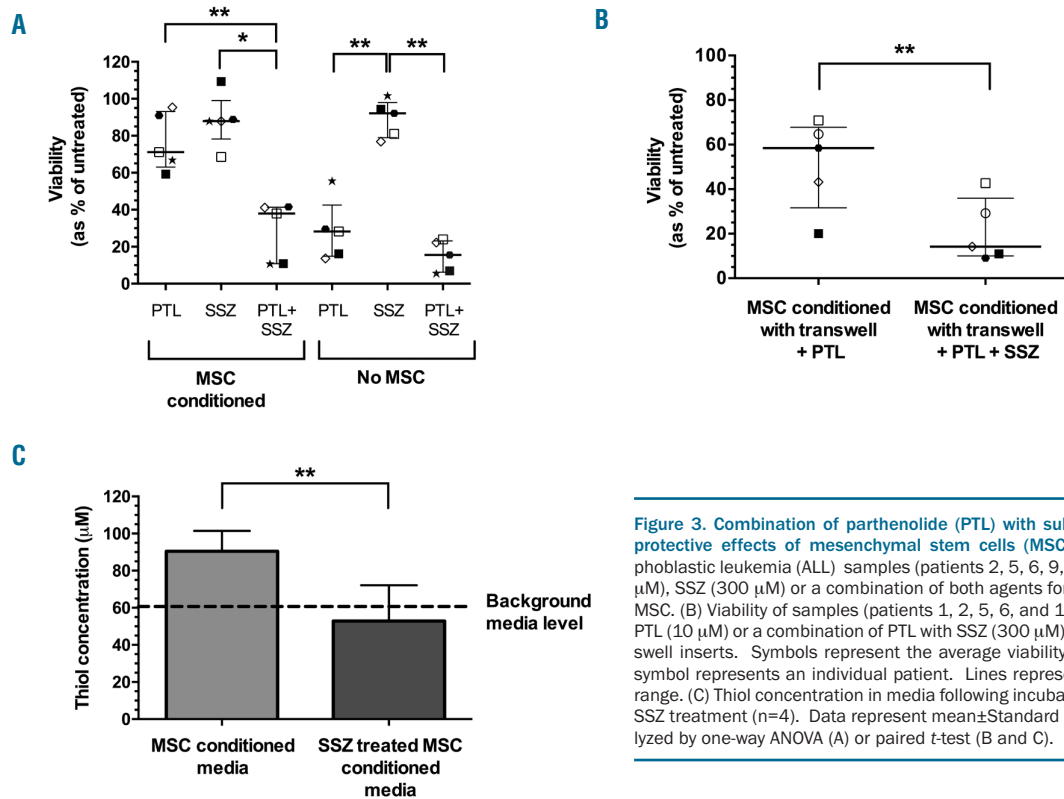 A
**
*
**
**
Viability
(as % of untreated)
120
100
80
60
40
20
0
PTL
SSZ
PTL+
SSZ
PTL
SSZ
PTL+
SSZ
MSC
conditioned
No MSC
B
**
Viability
(as % of untreated)
100
80
60
40
20
0
MSC conditioned
with transwell
+ PTL
MSC conditioned
with transwell
+ PTL + SSZ
C
**
Thiol concentration (µM)
120
100
80
60
40
20
0
Background
media level
MSC conditioned
media
SSZ treated MSC
conditioned
media
Figure 3. Combination of parthenolide (PTL) with sul
protective effects of mesenchymal stem cells (MSC
phoblastic leukemia (ALL) samples (patients 2, 5, 6, 9,
µM), SSZ (300 µM) or a combination of both agents for
MSC. (B) Viability of samples (patients 1, 2, 5, 6, and 1
PTL (10 µM) or a combination of PTL with SSZ (300 µM)
swell inserts. Symbols represent the average viability
symbol represents an individual patient. Lines represe
range. (C) Thiol concentration in media following incuba
SSZ treatment (n=4). Data represent mean±Standard
lyzed by one-way ANOVA (A) or paired t-test (B and C).